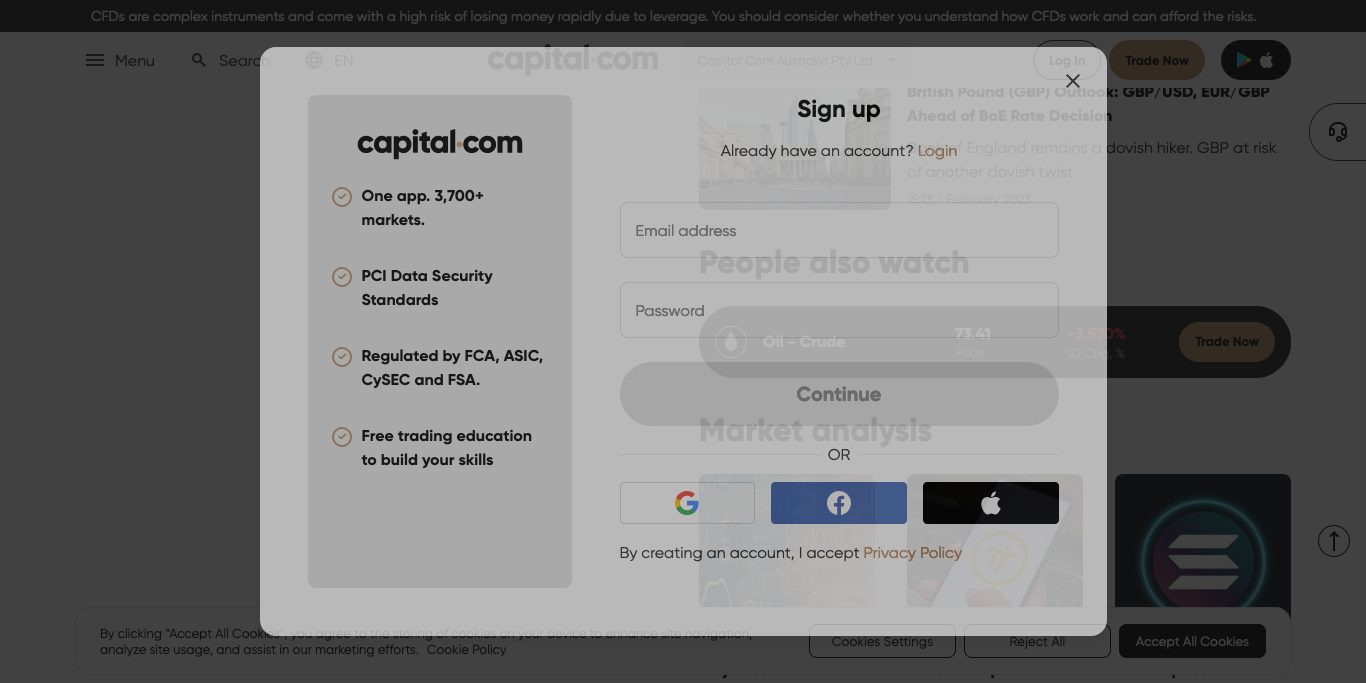 CFDs are complex instruments and come with a high risk of losing money rapidly due to leverage. You should consider whether you understand how CFDs work and can afford the risks.
Menu
Search
EN
capital.com
Capital Com Australia Pty Ltd
Log In
Trade Now
capital.com
One app. 3,700+
markets.
PCI Data Security
Standards
Regulated by FCA, ASIC,
CySEC and FSA.
Free trading education
to build your skills
Sign up
Already have an account? Login
Email address
Password
Continue
OR
By creating an account, I accept Privacy Policy
British Pound (GBP) Outlook: GBP/USD, EUR/GBP
Ahead of BoE Rate Decision
of England remains a dovish hiker. GBP at risk
of another dovish twist
15:13, 1 February 2023
People also watch
Oil - Crude
73.41
Price
-3.570%
1D Chg, %
Trade Now
Market analysis
By clicking “Accept All Cookies”, you agree to the storing of cookies on your device to enhance site navigation,
analyze site usage, and assist in our marketing efforts. Cookie Policy
Cookies Settings
Reject All
Accept All Cookies